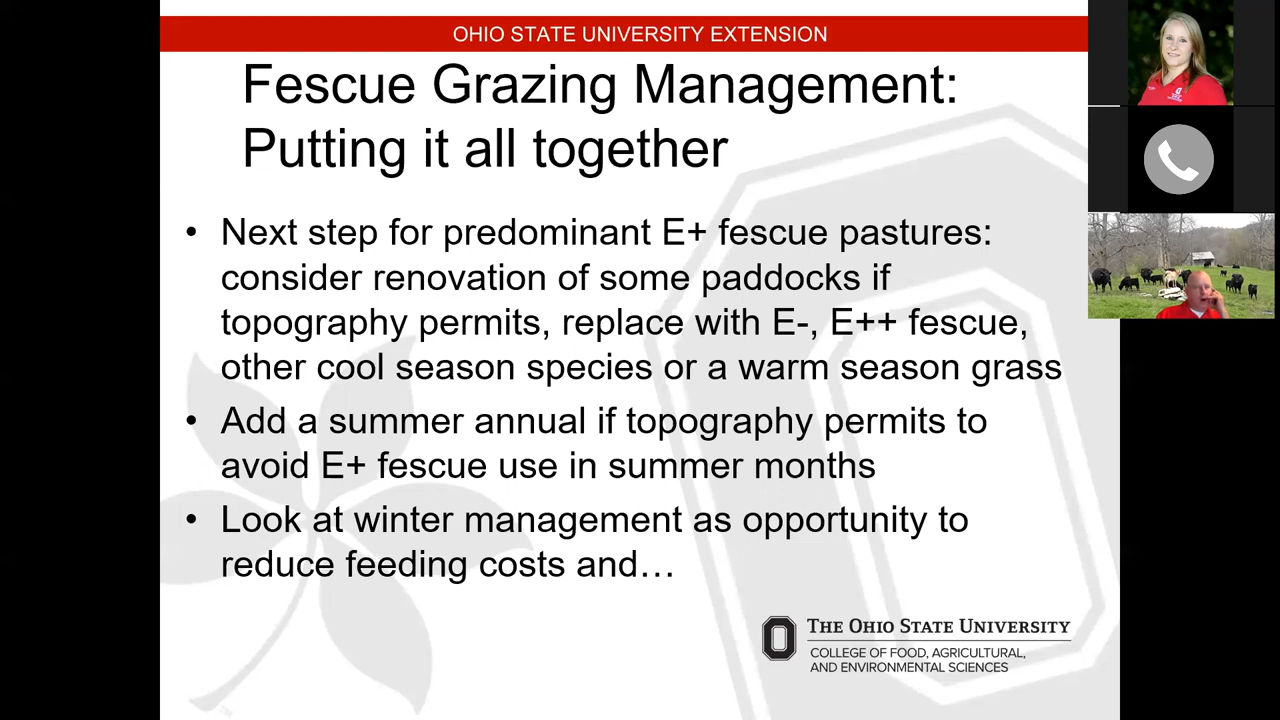 OHIO STATE UNIVERSITY EXTENSION
Fescue Grazing Management:
Putting it all together
• Next step for predominant E+ fescue pastures:
consider renovation of some paddocks if
topography permits, replace with E-, E++ fescue,
other cool season species or a warm season grass
• Add a summer annual if topography permits to
avoid E+ fescue use in summer months
• Look at winter management as opportunity to
reduce feeding costs and…
THE OHIO STATE UNIVERSITY
COLLEGE OF FOOD, AGRICULTURAL,
AND ENVIRONMENTAL SCIENCES
TM